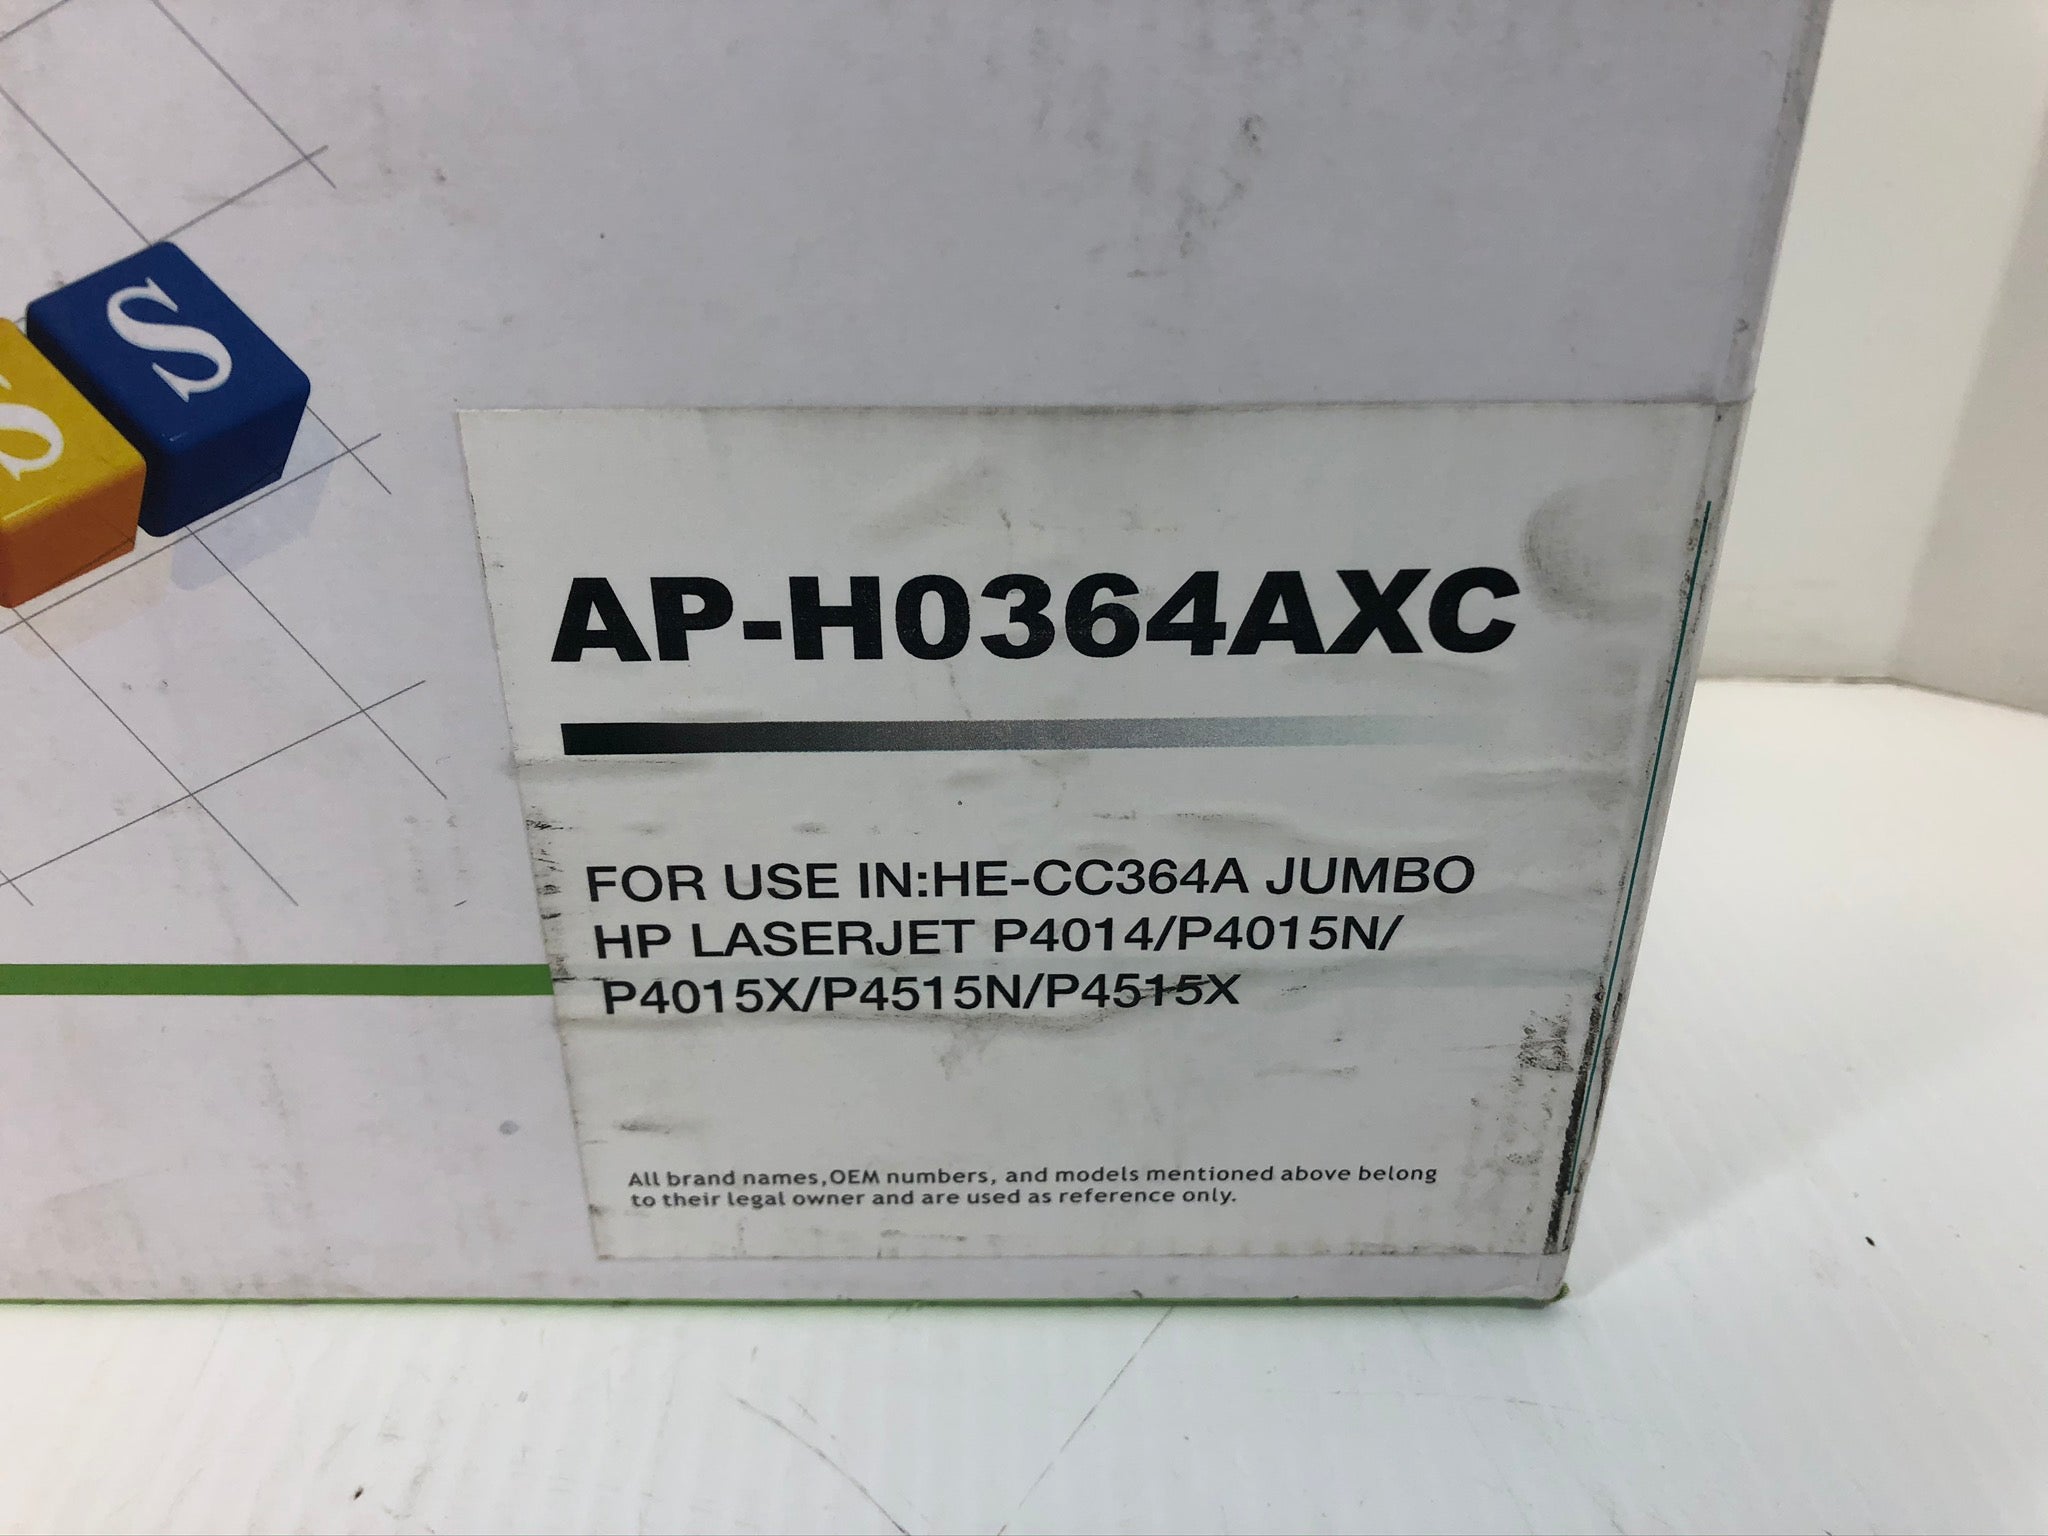 S
S
AP-H0364AXC
FOR USE IN:HE-CC364A JUMBO
HP LASERJET P4014/P4015N/
P4015X/P4515N/P4515X
All brand names,OEM numbers, and models mentioned above belong
to their legal owner and are used as reference only.